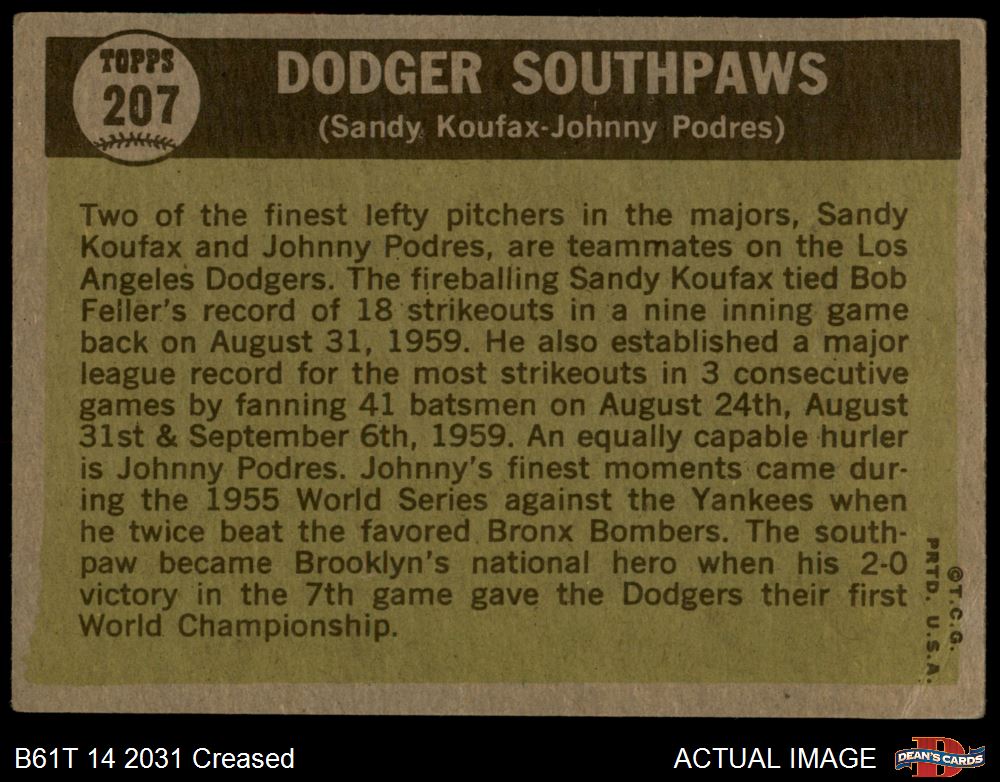 TOPPS
207
DODGER SOUTHPAWS
(Sandy Koufax-Johnny Podres)
Two of the finest lefty pitchers in the majors, Sandy
Koufax and Johnny Podres, are teammates on the Los
Angeles Dodgers. The fireballing Sandy Koufax tied Bob
Feller's record of 18 strikeouts in a nine inning game
back on August 31, 1959. He also established a major
league record for the most strikeouts in 3 consecutive
games by fanning 41 batsmen on August 24th, August
31st & September 6th, 1959. An equally capable hurler
is Johnny Podres. Johnny's finest moments came dur-
ing the 1955 World Series against the Yankees when
he twice beat the favored Bronx Bombers. The south-
paw became Brooklyn's national hero when his 2-0
victory in the 7th game gave the Dodgers their first
World Championship.
©T.C.G.
PRTD. U.S.A.
B61T 14 2031 Creased
ACTUAL IMAGE
D
DEAN'S CARDS